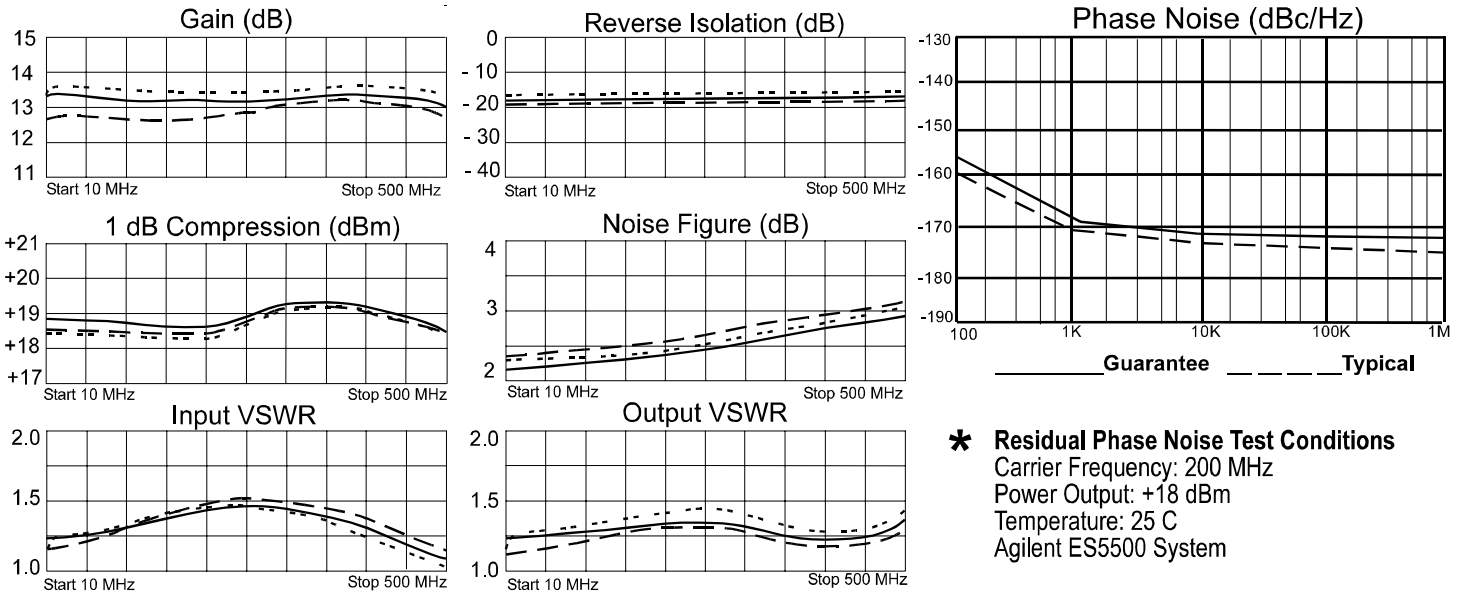 Gain (dB)
15
14
13
12
11
Start 10 MHz
Stop 500 MHz
Reverse Isolation (dB)
0
- 10
- 20
- 30
- 40
Start 10 MHz
Stop 500 MHz
Phase Noise (dBc/Hz)
-130
-140
-150
-160
-170
-180
-190
100
1K
10K
100K
1M
Guarantee
Typical
1 dB Compression (dBm)
+21
+20
+19
+18
+17
Start 10 MHz
Stop 500 MHz
Noise Figure (dB)
4
3
2
Start 10 MHz
Stop 500 MHz
Input VSWR
2.0
1.5
1.0
Start 10 MHz
Stop 500 MHz
Output VSWR
2.0
1.5
1.0
Start 10 MHz
Stop 500 MHz
* Residual Phase Noise Test Conditions
Carrier Frequency: 200 MHz
Power Output: +18 dBm
Temperature: 25 C
Agilent ES5500 System